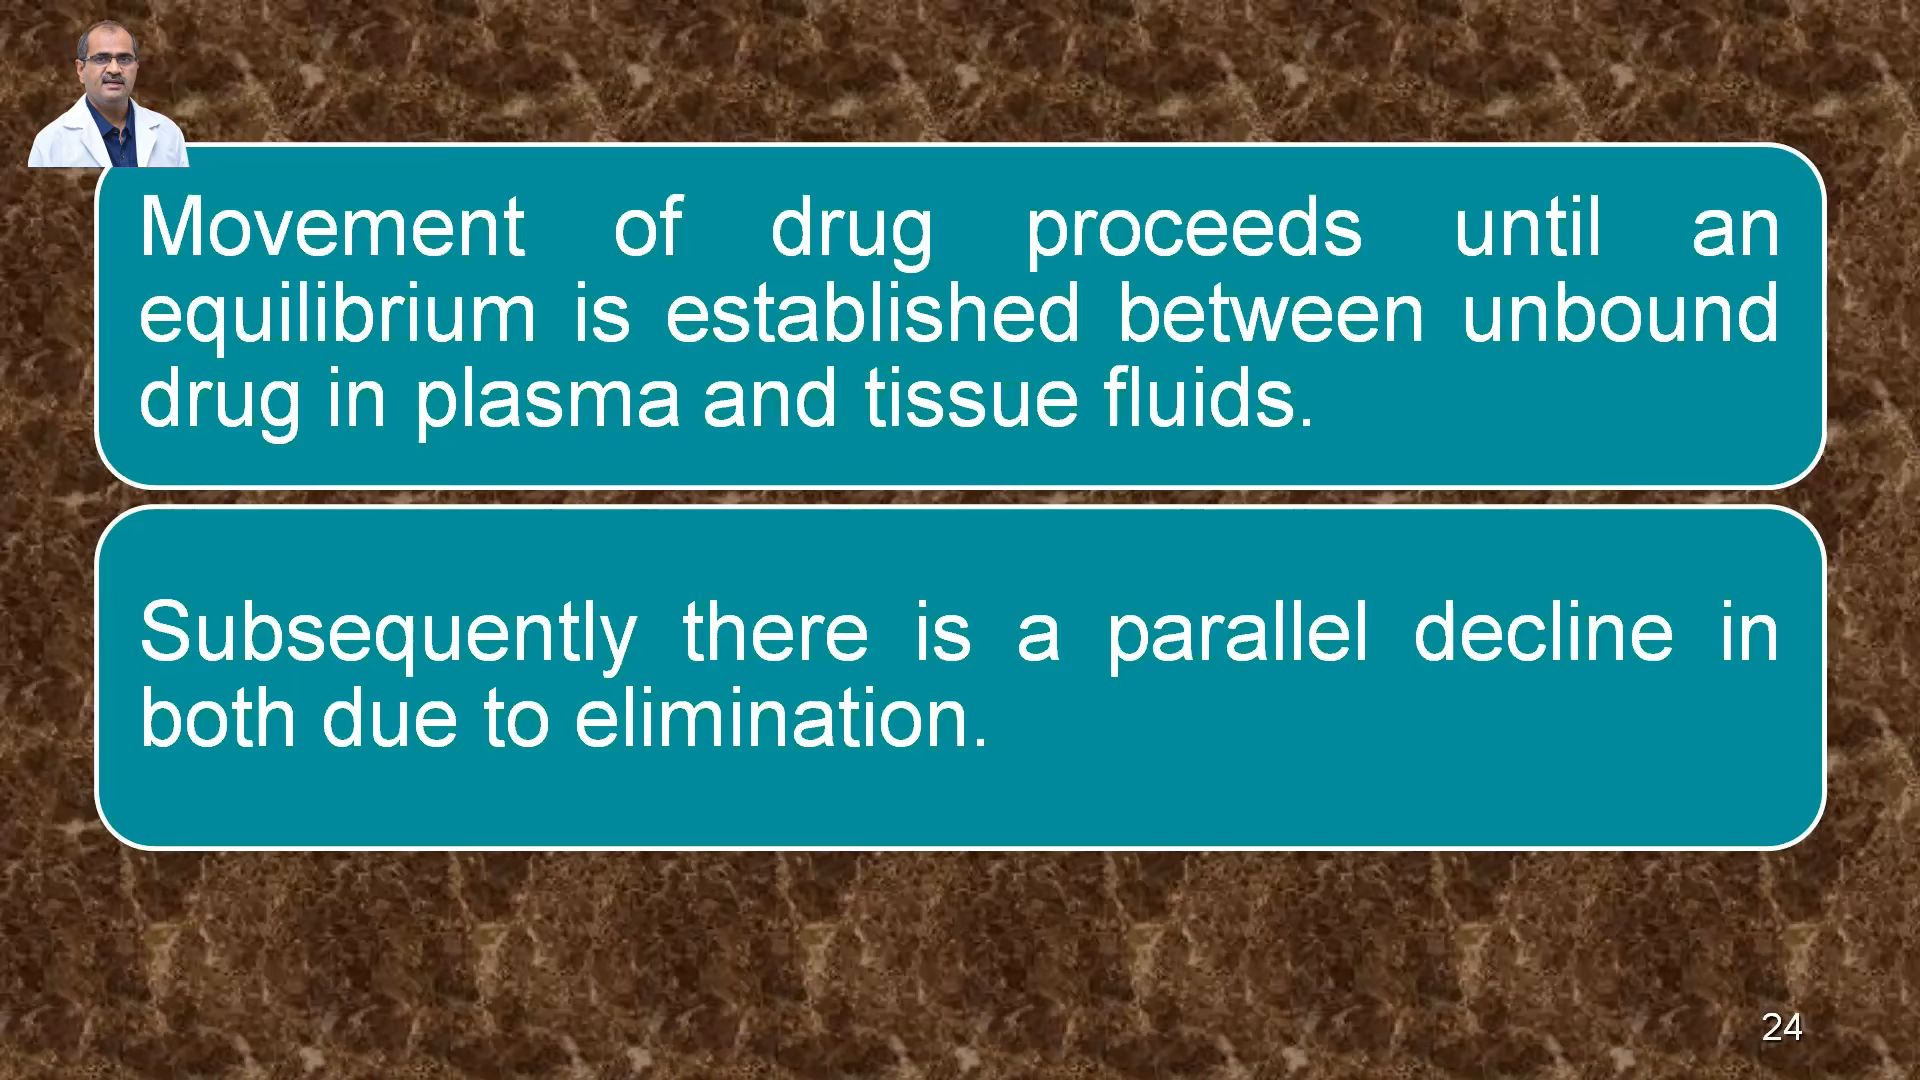 Movement of drug proceeds until an
equilibrium is established between unbound
drug in plasma and tissue fluids.
Subsequently there is a parallel decline in
both due to elimination.
24